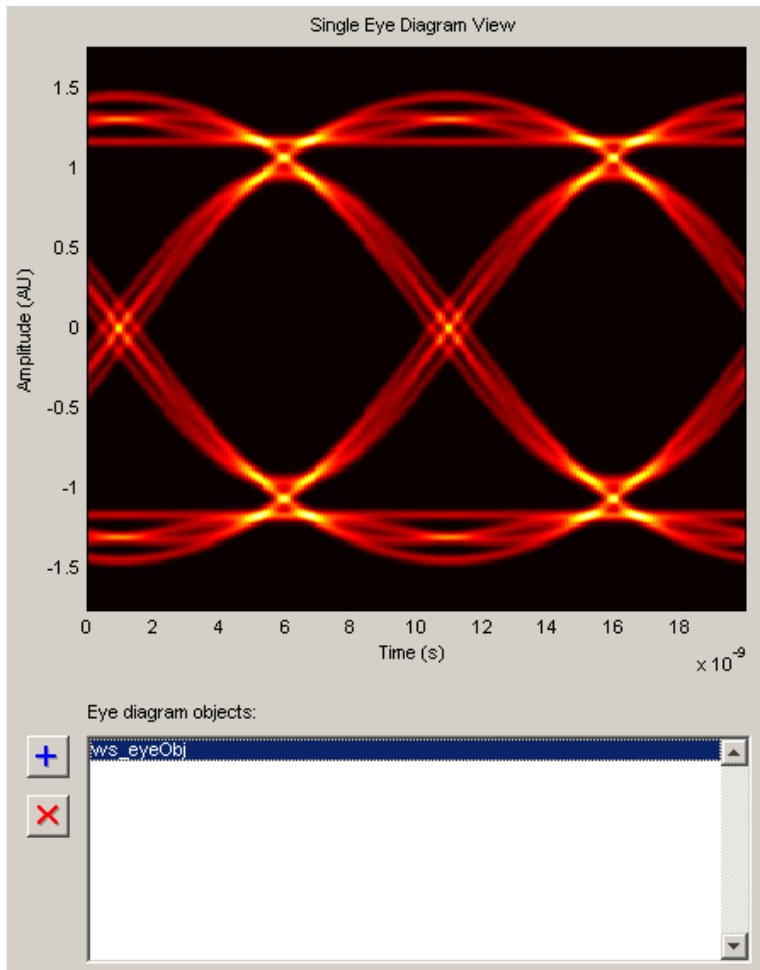 Single Eye Diagram View
1.5
1
0.5
0
-0.5
-1
-1.5
Amplitude (AU)
0 2 4 6 8 10 12 14 16 18
Time (s)
x 10^-9
Eye diagram objects:
ws_eyeObj